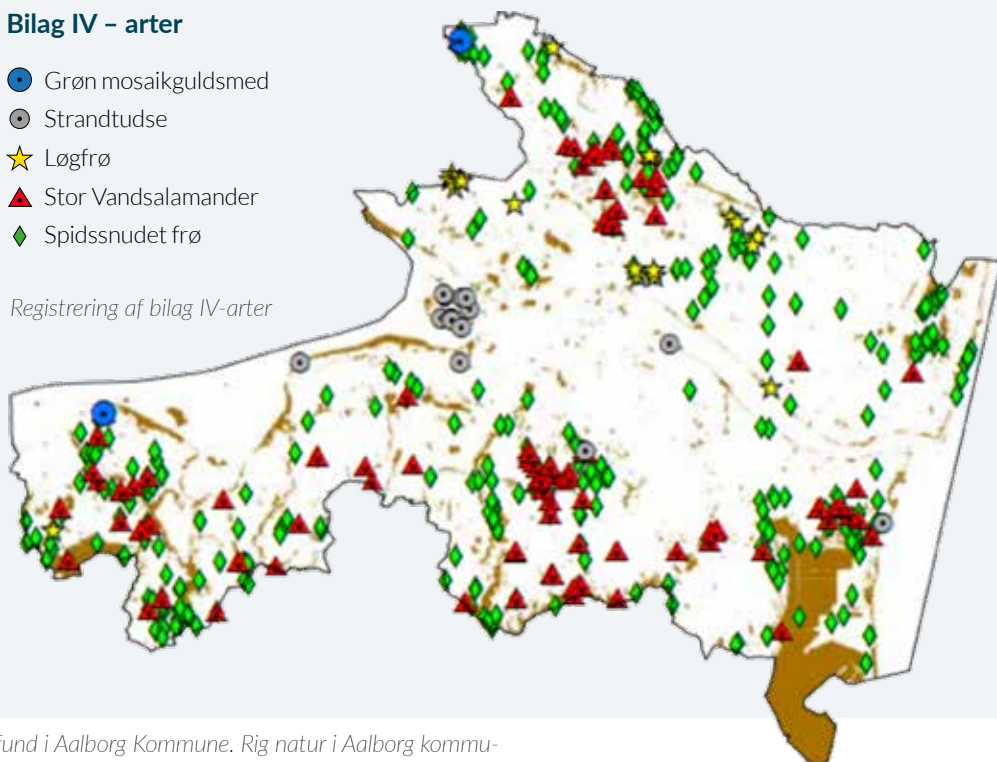 Bilag IV – arter
Grøn mosaikguldsmed
Strandtudse
Løgfrø
Stor Vandsalamander
Spidssnudet frø
Registrering af bilag IV-arter
fund i Aalborg Kommune. Rig natur i Aalborg kommu-